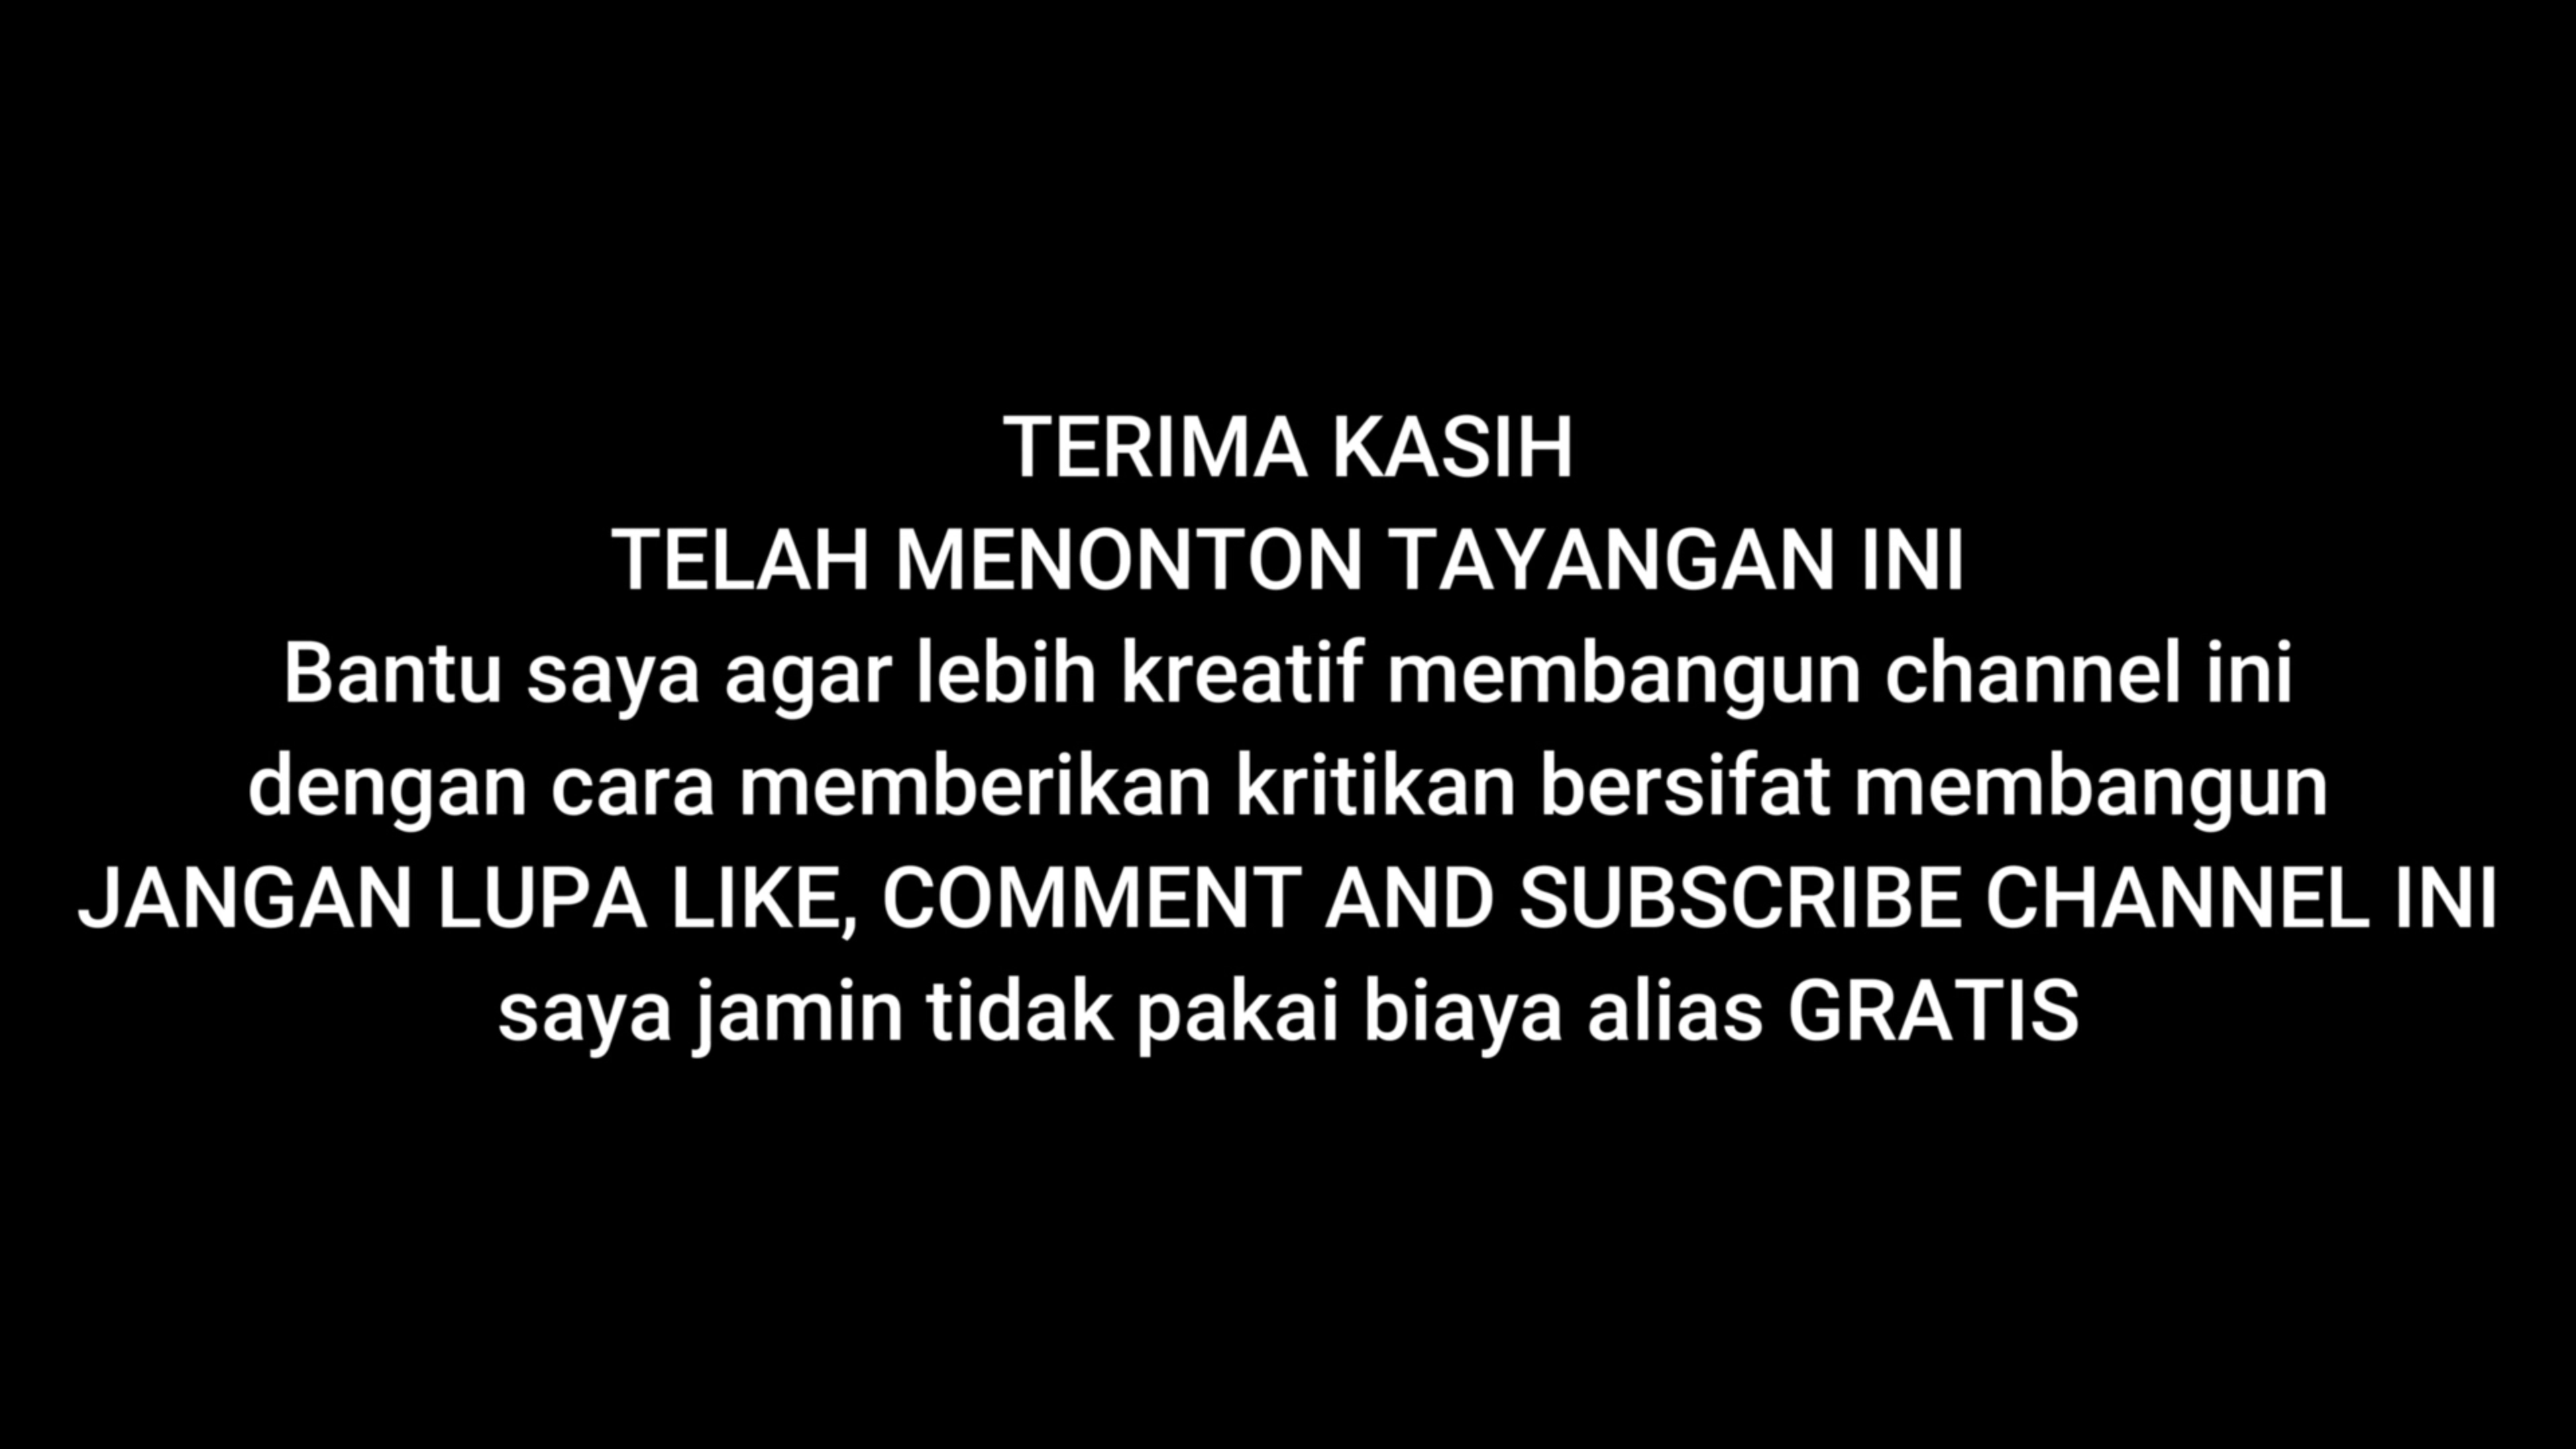 TERIMA KASIH
TELAH MENONTON TAYANGAN INI
Bantu saya agar lebih kreatif membangun channel ini
dengan cara memberikan kritikan bersifat membangun
JANGAN LUPA LIKE, COMMENT AND SUBSCRIBE CHANNEL INI
saya jamin tidak pakai biaya alias GRATIS